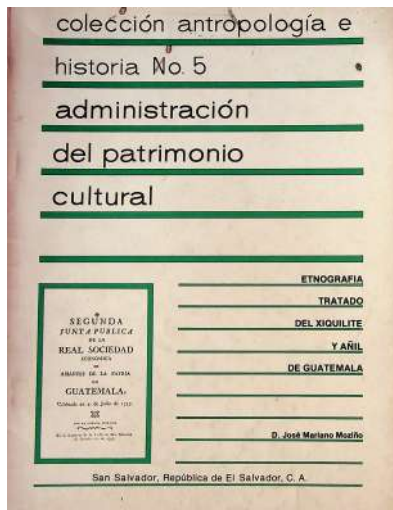 colección antropología e
historia No. 5
administración
del patrimonio
cultural
ETNOGRAFIA
TRATADO
DEL XIQUILITE
Y AÑIL
DE GUATEMALA
D. José Mariano Moziño
SEGUNDA
JUNTA PUBLICA
DE LA
REAL SOCIEDAD
ECONOMICA
DE
AMANTES DE LA PATRIA
DE
GUATEMALA,
San Salvador, República de El Salvador, C. A.